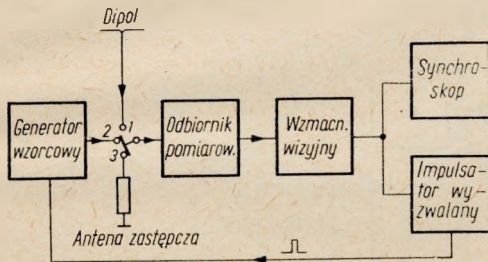 Dipol
Generator
wzorcowy
2
1
3
Odbiornik
pomiarow.
Wzmacn.
wizyjny
Synchro-
skop
Impulsa-
tor wy-
zwalany
Antena zastępcza